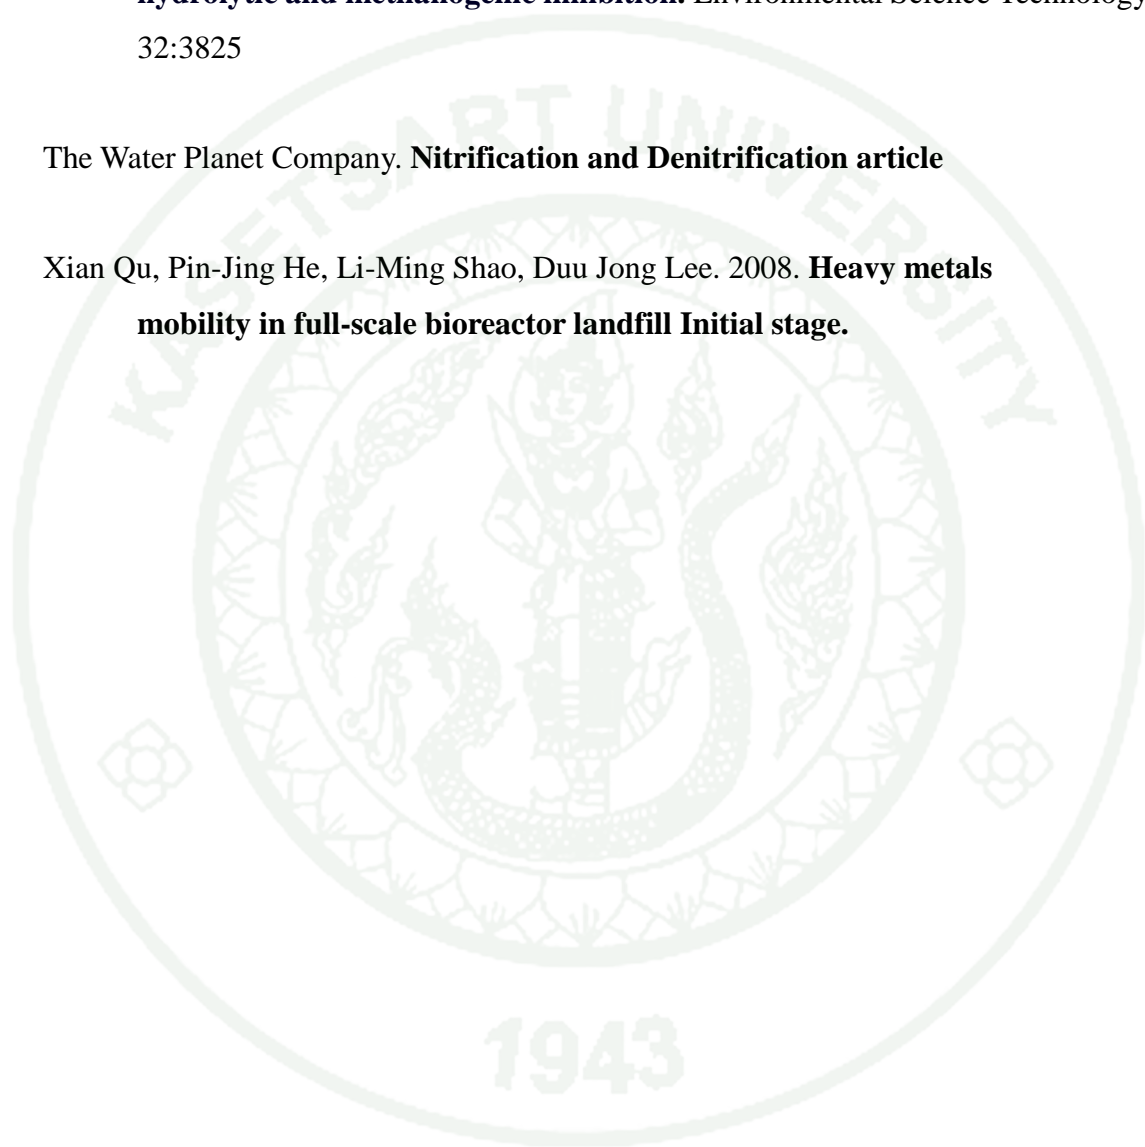 hydrolytic and methanogenic inhibition. Environmental Science Technology
32:3825
The Water Planet Company. Nitrification and Denitrification article
Xian Qu, Pin-Jing He, Li-Ming Shao, Duu Jong Lee. 2008. Heavy metals
mobility in full-scale bioreactor landfill Initial stage.
KASETSART UNIVERSITY
1943